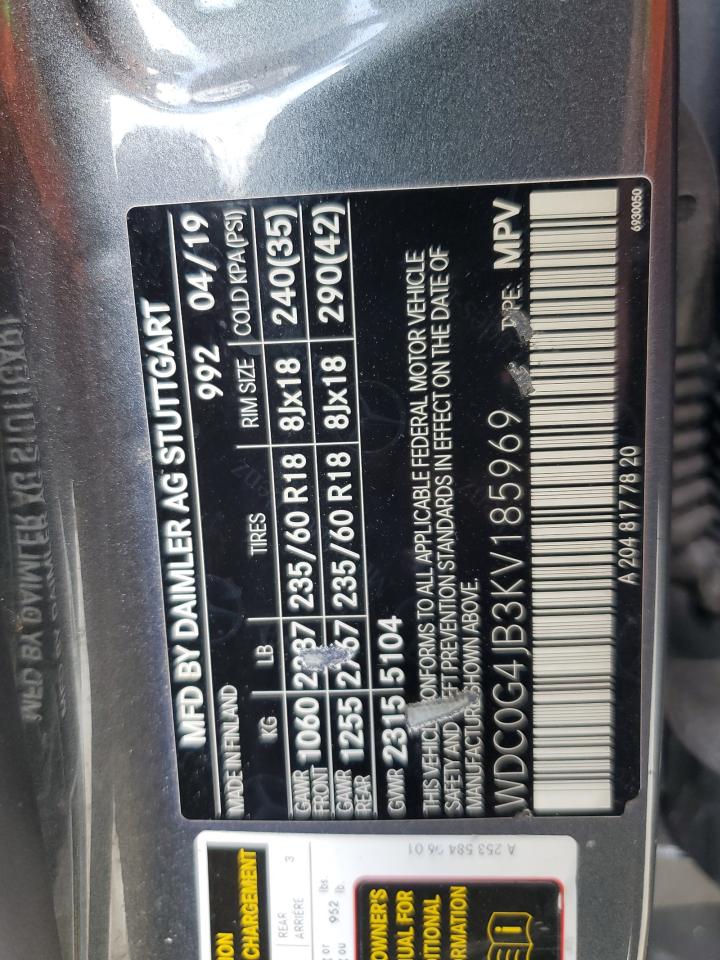 MFD BY DAIMLER AG STUTTGART
MADE IN FINLAND 992 04/19
KG LB TIRES RIM SIZE COLD KPA(PSI)
GAWR FRONT 1060 2337 235/60 R18 8Jx18 240(35)
GAWR REAR 1255 2767 235/60 R18 8Jx18 290(42)
GVWR 2315 5104
THIS VEHICLE CONFORMS TO ALL APPLICABLE FEDERAL MOTOR VEHICLE
SAFETY AND THEFT PREVENTION STANDARDS IN EFFECT ON THE DATE OF
MANUFACTURE SHOWN ABOVE.
WDC0G4JB3KV185969 TYPE: MPV
A 204 817 78 20
6930050
A 253 584 01
CHARGEMENT
REAR
ARRIÈRE
3
or
ou
952
lbs.
lb.
OWNER'S
FOR